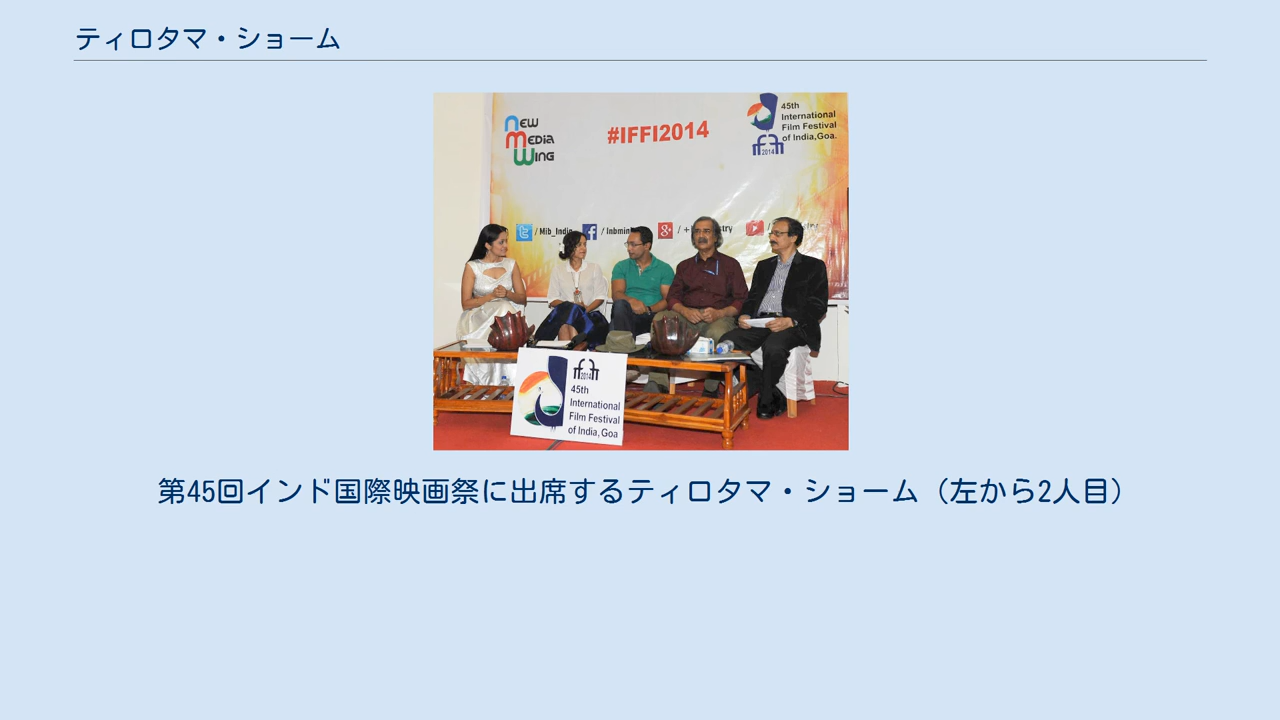 ティロタマ・ショーム
NEW
MEDIA
WING
#IFFI2014
45th
International
Film Festival
of India,Goa.
2014
/ Mib_India
/ Inbmin
2014
45th
International
Film Festival
of India,Goa
第45回インド国際映画祭に出席するティロタマ・ショーム（左から2人目）